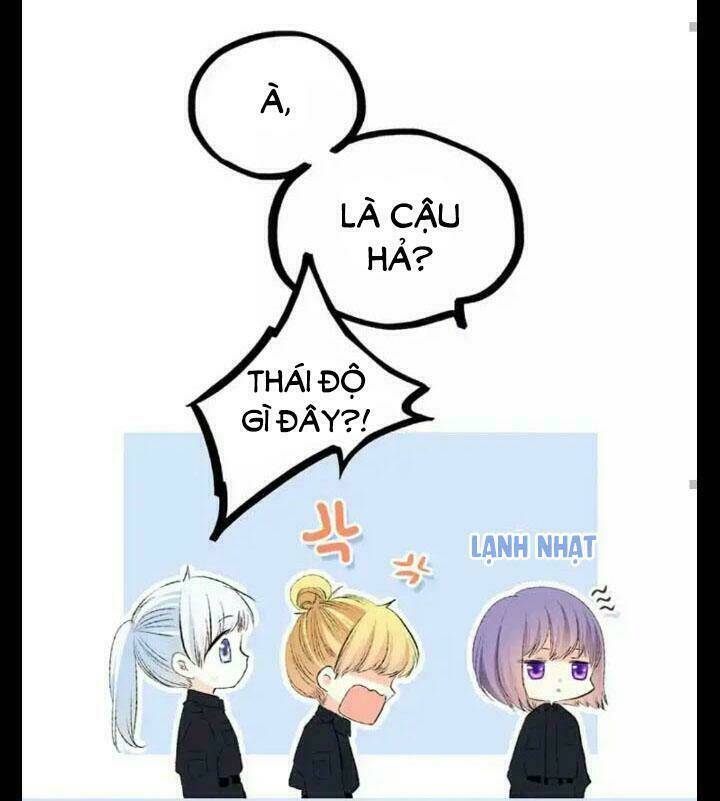 À,
LÀ CẬU
HẢ?
THÁI ĐỘ
GÌ ĐÂY?!
LẠNH NHẠT